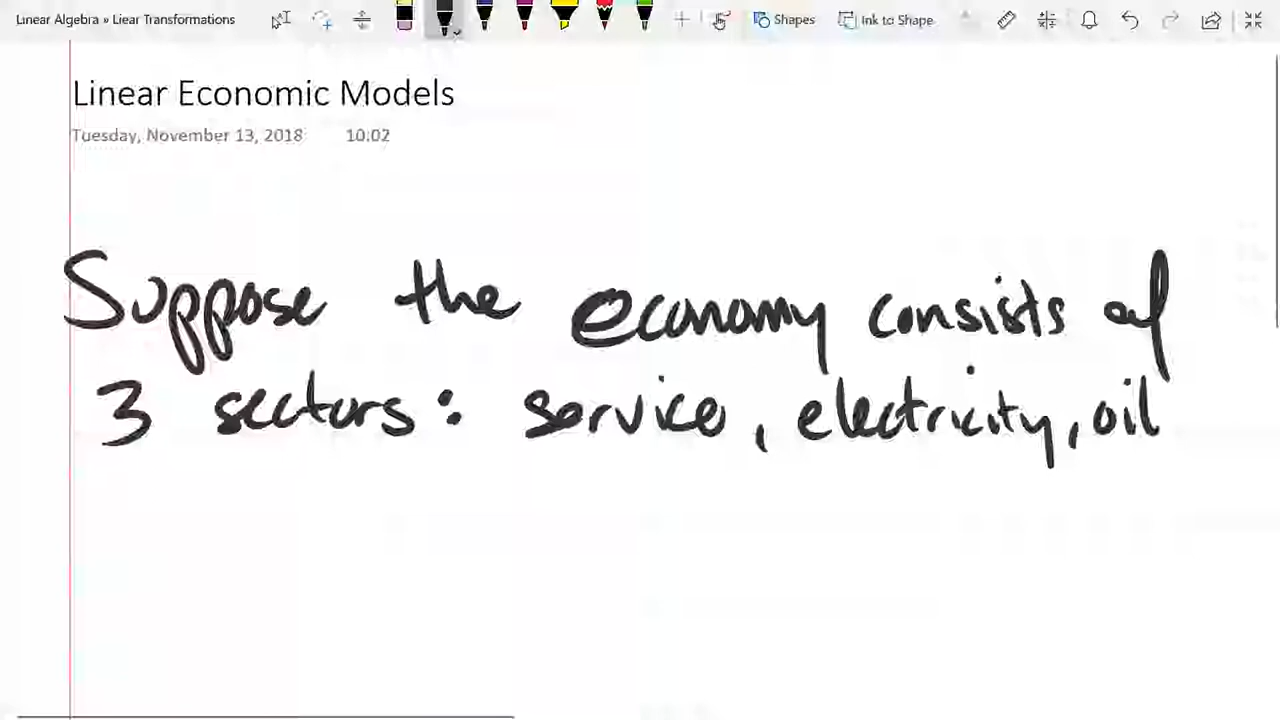 Linear Algebra » Liear Transformations
Shapes
Ink to Shape
Linear Economic Models
Tuesday, November 13, 2018 10:02
Suppose the economy consists of
3 sectors: service, electricity, oil